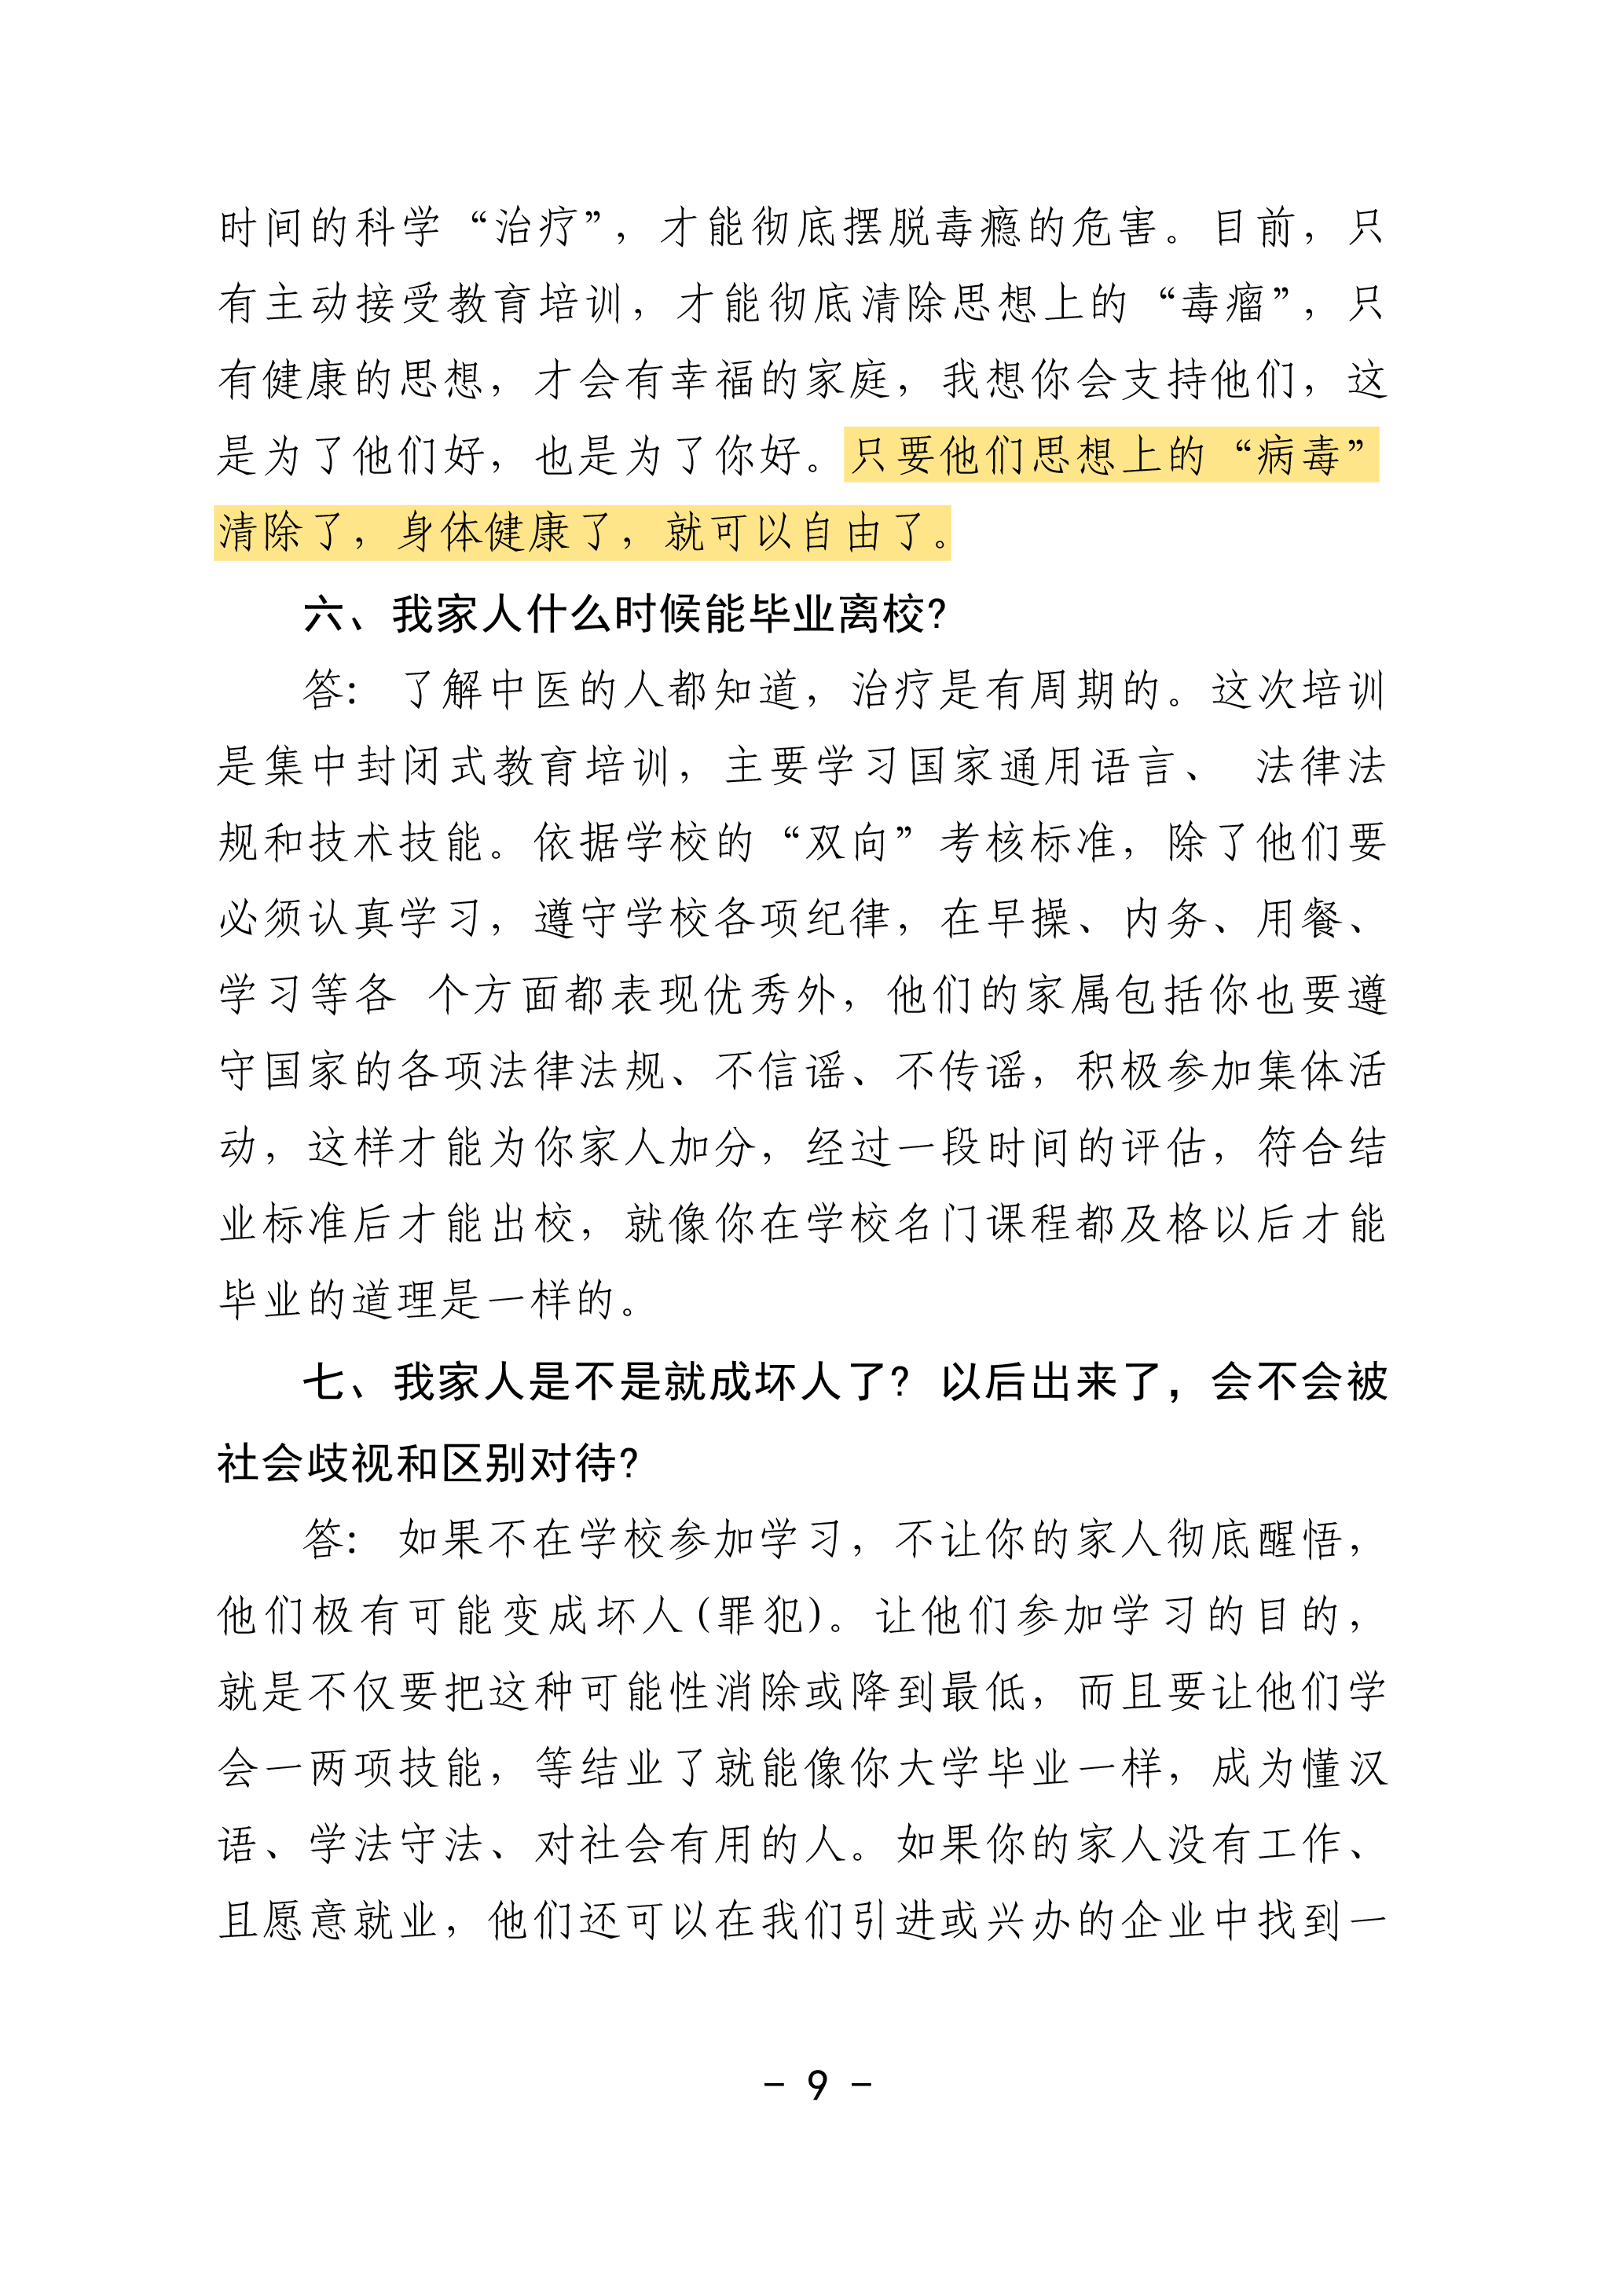 时间的科学“治疗”，才能彻底摆脱毒瘾的危害。目前，只
有主动接受教育培训，才能彻底清除思想上的“毒瘤”，只
有健康的思想，才会有幸福的家庭，我想你会支持他们，这
是为了他们好，也是为了你好。只要他们思想上的“病毒”
清除了，身体健康了，就可以自由了。
六、我家人什么时候能毕业离校？
答： 了解中医的人都知道，治疗是有周期的。这次培训
是集中封闭式教育培训，主要学习国家通用语言、 法律法
规和技术技能。依据学校的“双向”考核标准，除了他们要
必须认真学习，遵守学校各项纪律，在早操、内务、用餐、
学习等各 个方面都表现优秀外，他们的家属包括你也要遵
守国家的各项法律法规、不信谣、不传谣，积极参加集体活
动，这样才能为你家人加分，经过一段时间的评估，符合结
业标准后才能出校，就像你在学校名门课程都及格以后才能
毕业的道理是一样的。
七、我家人是不是就成坏人了？ 以后出来了，会不会被
社会歧视和区别对待？
答： 如果不在学校参加学习，不让你的家人彻底醒悟，
他们极有可能变成坏人(罪犯)。让他们参加学习的目的，
就是不仅要把这种可能性消除或降到最低，而且要让他们学
会一两项技能，等结业了就能像你大学毕业一样，成为懂汉
语、学法守法、对社会有用的人。如果你的家人没有工作、
且愿意就业，他们还可以在我们引进或兴办的企业中找到一
- 9 -